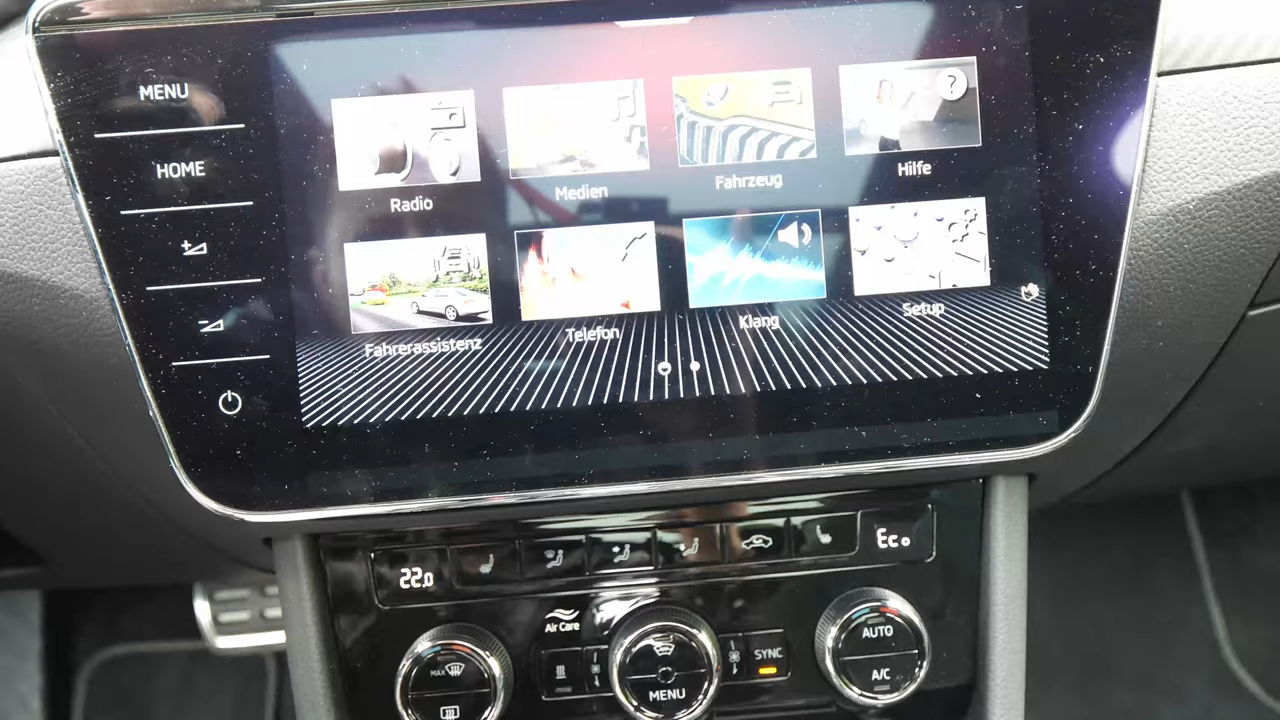 MENU
HOME
Radio
Medien
Fahrzeug
Hilfe
?
Fahrerassistenz
Telefon
Klang
Setup
22.0
Eco
Air Care
MAX
MENU
SYNC
AUTO
A/C